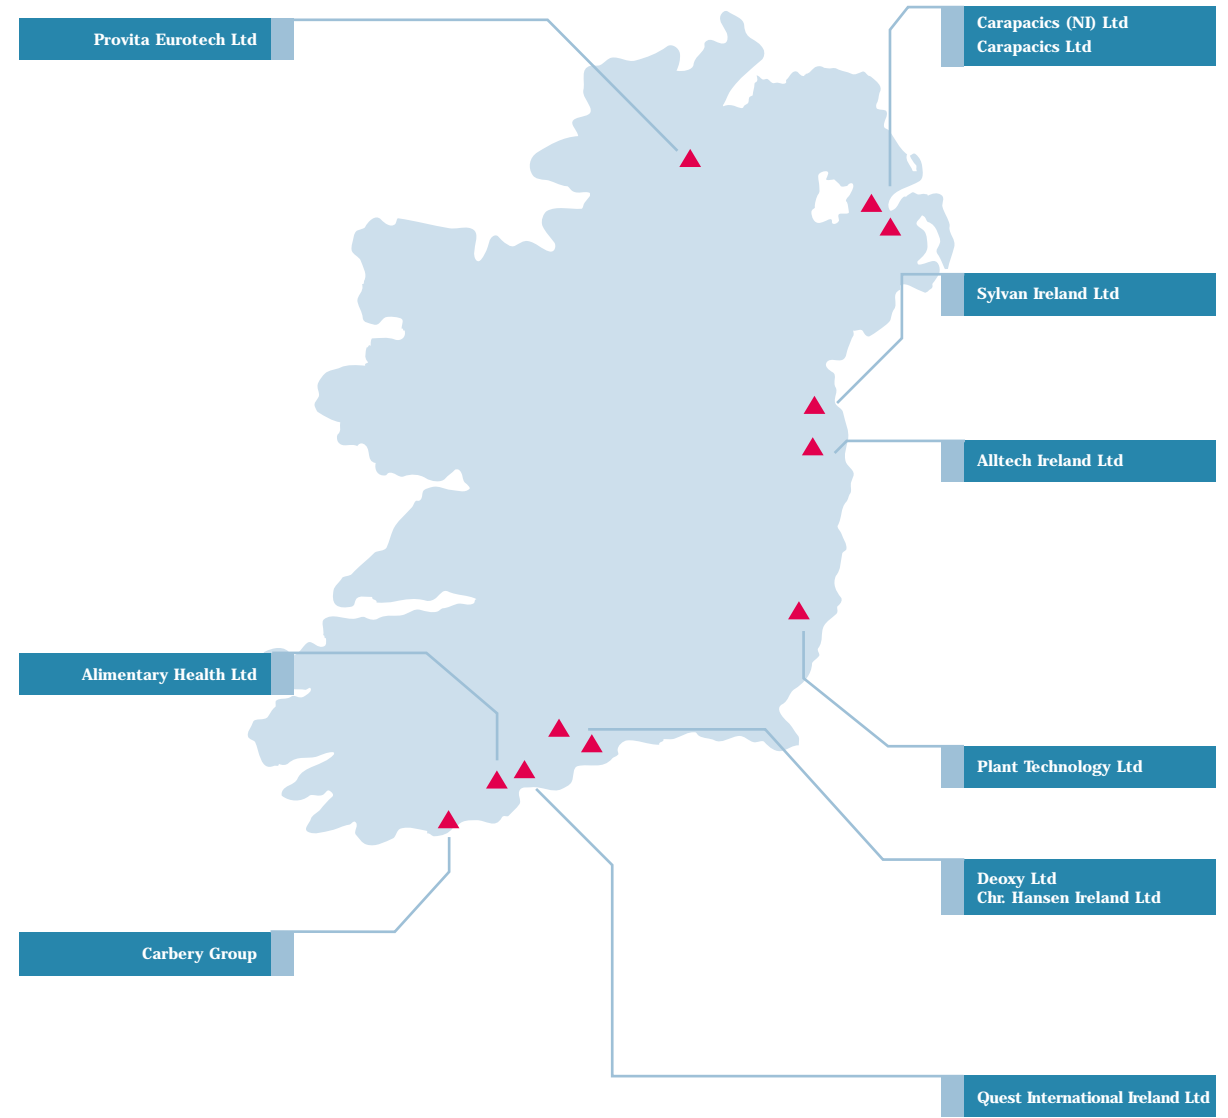 Provita Eurotech Ltd
Carapacics (NI) Ltd
Carapacics Ltd
Sylvan Ireland Ltd
Alltech Ireland Ltd
Alimentary Health Ltd
Plant Technology Ltd
Deoxy Ltd
Chr. Hansen Ireland Ltd
Carbery Group
Quest International Ireland Ltd